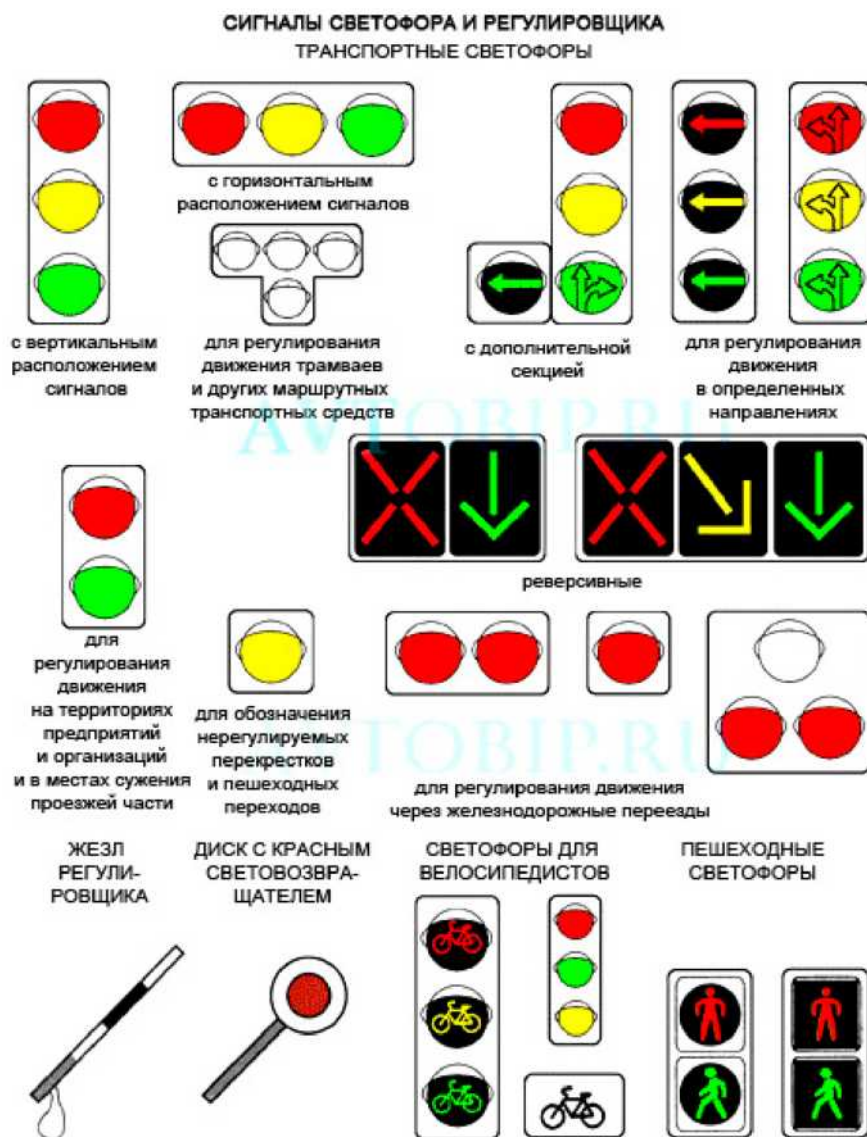 СИГНАЛЫ СВЕТОФОРА И РЕГУЛИРОВЩИКА
ТРАНСПОРТНЫЕ СВЕТОФОРЫ
с вертикальным
расположением
сигналов
с горизонтальным
расположением сигналов
для регулирования
движения трамваев
и других маршрутных
транспортных средств
с дополнительной
секцией
для регулирования
движения
в определенных
направлениях
AVTOBIP.RU
реверсивные
для
регулирования
движения
на территориях
предприятий
и организаций
и в местах сужения
проезжей части
для обозначения
нерегулируемых
перекрестков
и пешеходных
переходов
AVTOBIP.RU
для регулирования движения
через железнодорожные переезды
ЖЕЗЛ
РЕГУЛИ-
РОВЩИКА
ДИСК С КРАСНЫМ
СВЕТОВОЗВРА-
ЩАТЕЛЕМ
СВЕТОФОРЫ ДЛЯ
ВЕЛОСИПЕДИСТОВ
ПЕШЕХОДНЫЕ
СВЕТОФОРЫ